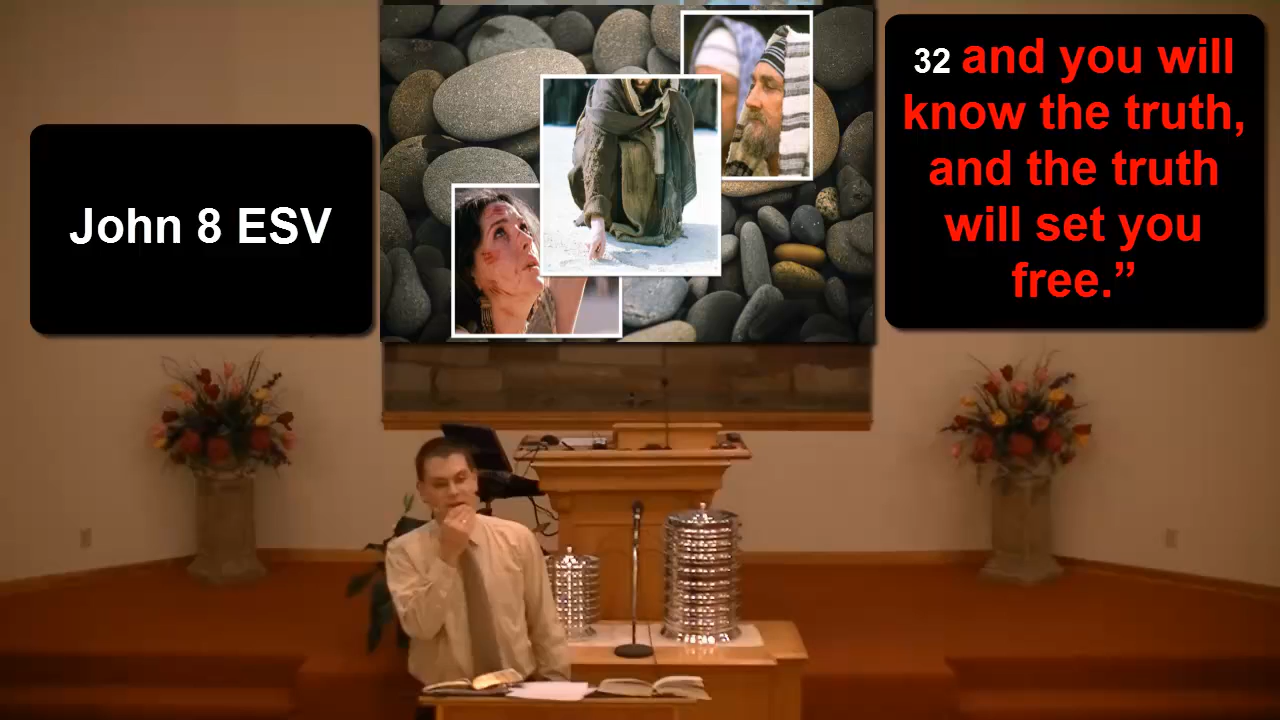 John 8 ESV
32 and you will
know the truth,
and the truth
will set you
free.”